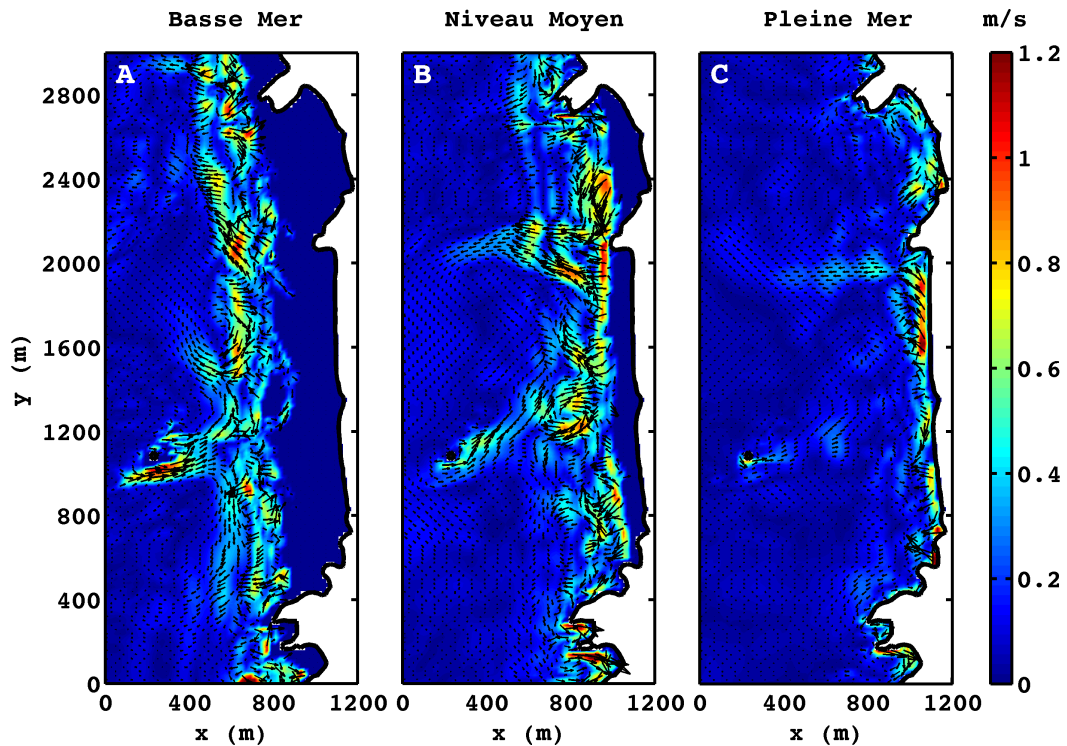 Basse Mer
Niveau Moyen
Pleine Mer
m/s
A
B
C
2800
2400
2000
1600
1200
800
400
0
y (m)
0 400 800 1200
0 400 800 1200
0 400 800 1200
x (m)
x (m)
x (m)
1.2
1
0.8
0.6
0.4
0.2
0